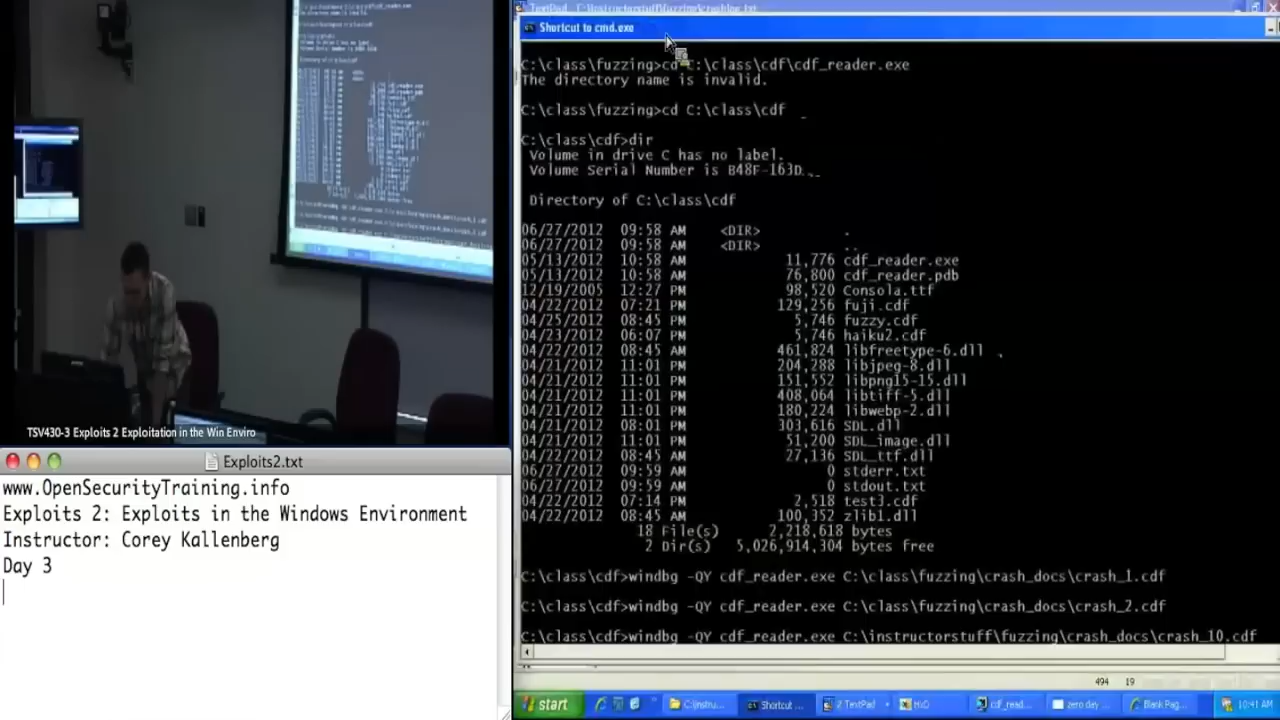 TextPad - C:\instructorstuff\fuzzing\crashlog.txt
Shortcut to cmd.exe
C:\class\fuzzing>cd C:\class\cdf\cdf_reader.exe
The directory name is invalid.
C:\class\fuzzing>cd C:\class\cdf
C:\class\cdf>dir
Volume in drive C has no label.
Volume Serial Number is B48F-163D
Directory of C:\class\cdf
06/27/2012 09:58 AM <DIR> .
06/27/2012 09:58 AM <DIR> ..
05/13/2012 10:58 AM 11,776 cdf_reader.exe
05/13/2012 10:58 AM 76,800 cdf_reader.pdb
12/19/2005 12:27 PM 98,520 Consola.ttf
04/22/2012 07:21 PM 129,256 fuji.cdf
04/25/2012 08:45 PM 5,746 fuzzy.cdf
04/23/2012 06:07 PM 5,746 haiku2.cdf
04/22/2012 08:45 AM 461,824 libfreetype-6.dll
04/21/2012 11:01 PM 204,288 libjpeg-8.dll
04/21/2012 11:01 PM 151,552 libpng15-15.dll
04/21/2012 11:01 PM 408,064 libtiff-5.dll
04/21/2012 11:01 PM 180,224 libwebp-2.dll
04/21/2012 08:01 PM 303,616 SDL.dll
04/21/2012 11:01 PM 51,200 SDL_image.dll
04/22/2012 08:45 AM 27,136 SDL_ttf.dll
06/27/2012 09:59 AM 0 stderr.txt
06/27/2012 09:59 AM 0 stdout.txt
04/22/2012 07:14 PM 2,518 test3.cdf
04/22/2012 08:45 AM 100,352 zlib1.dll
18 File(s) 2,218,618 bytes
2 Dir(s) 5,026,914,304 bytes free
C:\class\cdf>windbg -QY cdf_reader.exe C:\class\fuzzing\crash_docs\crash_1.cdf
C:\class\cdf>windbg -QY cdf_reader.exe C:\class\fuzzing\crash_docs\crash_2.cdf
C:\class\cdf>windbg -QY cdf_reader.exe C:\instructorstuff\fuzzing\crash_docs\crash_10.cdf
494 19
start
C:\instru...
Shortcut ...
2 TextPad
HxD
cdf_read...
zero day ...
Blank Pag...
10:41 AM
TSV430-3 Exploits 2 Exploitation in the Win Enviro
Exploits2.txt
www.OpenSecurityTraining.info
Exploits 2: Exploits in the Windows Environment
Instructor: Corey Kallenberg
Day 3